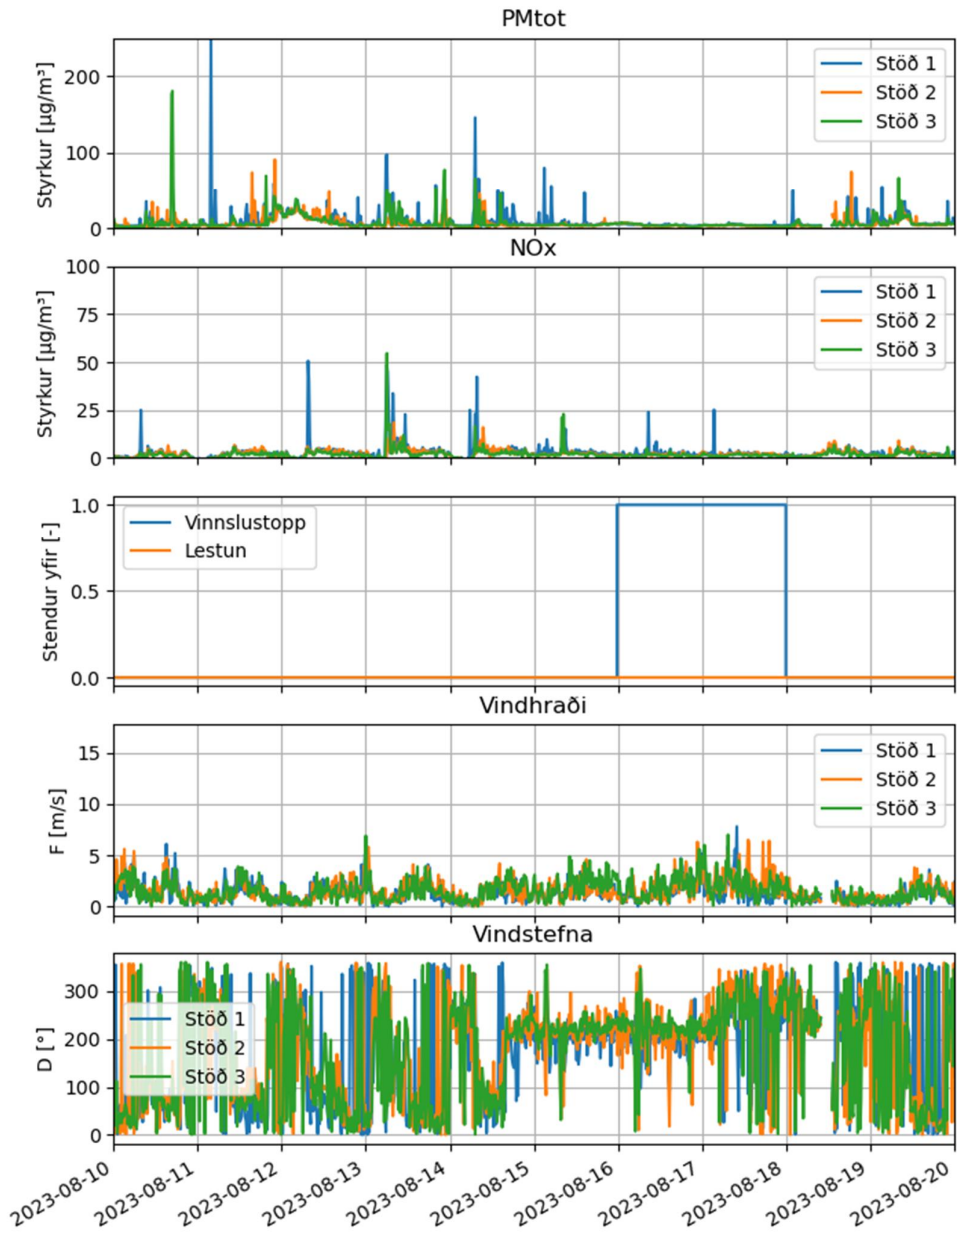 PMtot
Styrkur [µg/m³]
200
100
0
Stöð 1
Stöð 2
Stöð 3
NOx
Styrkur [µg/m³]
100
75
50
25
0
Stöð 1
Stöð 2
Stöð 3
Stendur yfir [-]
1.0
0.5
0.0
Vinnslustopp
Lestun
Vindhraði
F [m/s]
15
10
5
0
Stöð 1
Stöð 2
Stöð 3
Vindstefna
D [°]
300
200
100
0
Stöð 1
Stöð 2
Stöð 3
2023-08-10
2023-08-11
2023-08-12
2023-08-13
2023-08-14
2023-08-15
2023-08-16
2023-08-17
2023-08-18
2023-08-19
2023-08-20